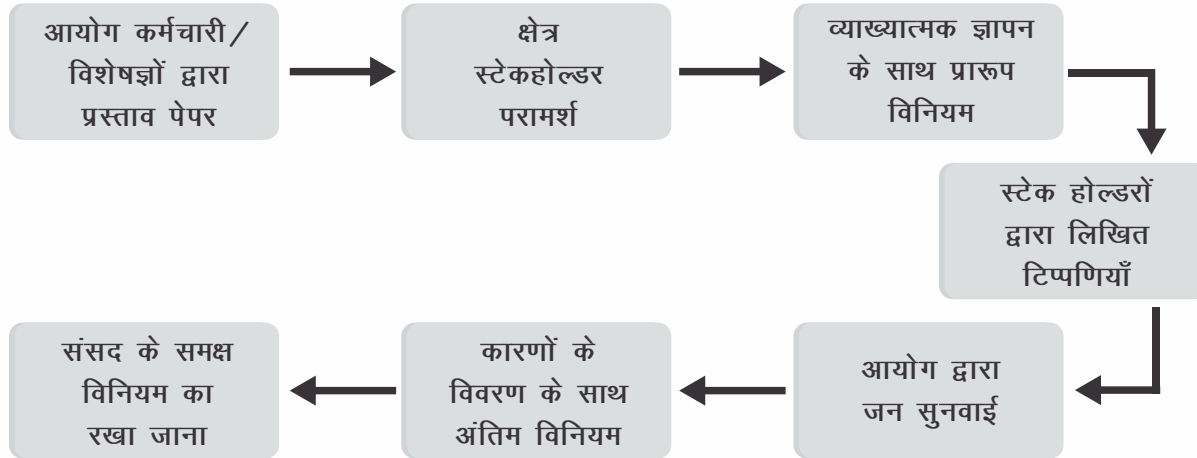 आयोग कर्मचारी/
विशेषज्ञों द्वारा
प्रस्ताव पेपर
क्षेत्र
स्टेकहोल्डर
परामर्श
व्याख्यात्मक ज्ञापन
के साथ प्रारूप
विनियम
स्टेक होल्डरों
द्वारा लिखित
टिप्पणियाँ
आयोग द्वारा
जन सुनवाई
कारणों के
विवरण के साथ
अंतिम विनियम
संसद के समक्ष
विनियम का
रखा जाना